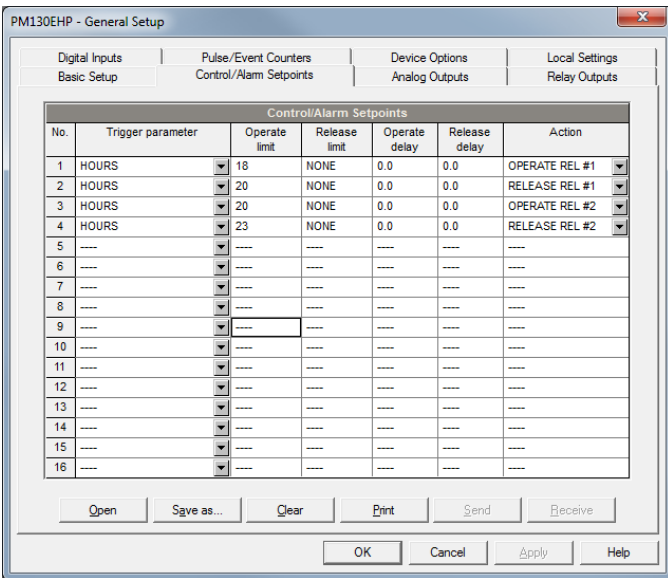 PM130EHP - General Setup
x
Digital Inputs Pulse/Event Counters Device Options Local Settings
Basic Setup Control/Alarm Setpoints Analog Outputs Relay Outputs
Control/Alarm Setpoints
No. Trigger parameter Operate limit Release limit Operate delay Release delay Action
1 HOURS 18 NONE 0.0 0.0 OPERATE REL #1
2 HOURS 20 NONE 0.0 0.0 RELEASE REL #1
3 HOURS 20 NONE 0.0 0.0 OPERATE REL #2
4 HOURS 23 NONE 0.0 0.0 RELEASE REL #2
5 ---- ---- ---- ---- ---- ----
6 ---- ---- ---- ---- ---- ----
7 ---- ---- ---- ---- ---- ----
8 ---- ---- ---- ---- ---- ----
9 ---- ---- ---- ---- ---- ----
10 ---- ---- ---- ---- ---- ----
11 ---- ---- ---- ---- ---- ----
12 ---- ---- ---- ---- ---- ----
13 ---- ---- ---- ---- ---- ----
14 ---- ---- ---- ---- ---- ----
15 ---- ---- ---- ---- ---- ----
16 ---- ---- ---- ---- ---- ----
Open Save as... Clear Print Send Receive
OK Cancel Apply Help